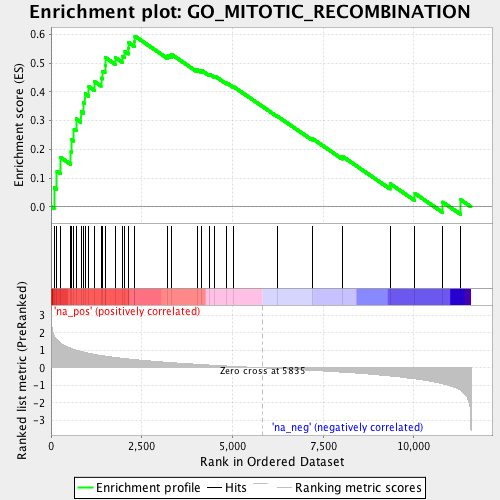 Enrichment plot: GO_MITOTIC_RECOMBINATION
Enrichment score (ES)
0.6
0.5
0.4
0.3
0.2
0.1
0.0
'na_pos' (positively correlated)
Ranked list metric (PreRanked)
3
2
1
0
-1
-2
-3
Zero cross at 5835
'na_neg' (negatively correlated)
0
2,500
5,000
7,500
10,000
Rank in Ordered Dataset
Enrichment profile
Hits
Ranking metric scores